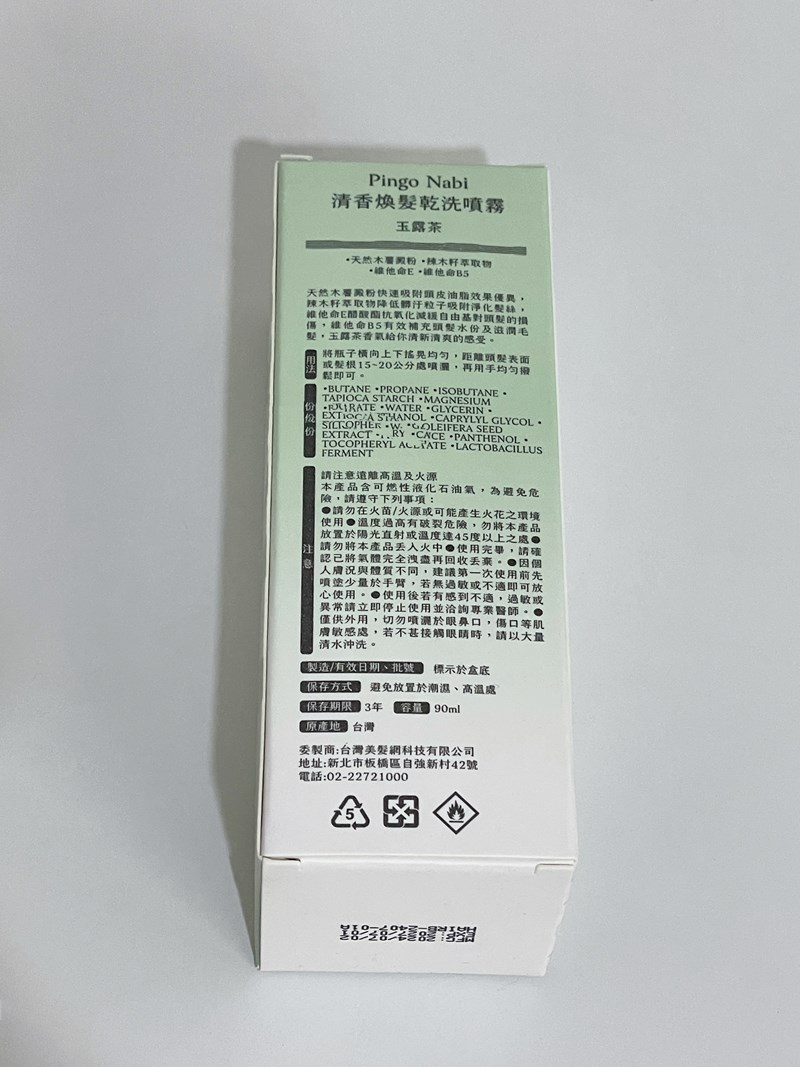 Pingo Nabi
清香煥髮乾洗噴霧
玉露茶
•天然木薯澱粉 •辣木籽萃取物
•維他命E •維他命B5
天然木薯澱粉快速吸附頭皮油脂效果優異，
辣木籽萃取物降低髒汙粒子吸附淨化髮絲，
維他命E醋酸酯抗氧化減緩自由基對頭髮的損
傷，維他命B5有效補充頭髮水份及滋潤毛
髮，玉露茶香氣給你清新清爽的感受。
用法
將瓶子橫向上下搖晃均勻，距離頭髮表面
或髮根15~20公分處噴灑，再用手均勻撥
鬆即可。
•BUTANE •PROPANE •ISOBUTANE •
TAPIOCA STARCH •MAGNESIUM
•WATER •GLYCERIN •
•CAPRYLYL GLYCOL •
OLEIFERA SEED
EXTRACT •PANTHENOL •
TOCOPHERYL •LACTOBACILLUS
FERMENT
注意
請注意遠離高溫及火源
本產品含可燃性液化石油氣，為避免危
險，請遵守下列事項：
●請勿在火苗/火源或可能產生火花之環境
使用●溫度過高有破裂危險，勿將本產品
放置於陽光直射或溫度達45度以上之處●
請勿將本產品丟入火中●使用完畢，請確
認已將氣體完全洩盡再回收丟棄。●因個
人膚況與體質不同，建議第一次使用前先
噴塗少量於手臂，若無過敏或不適即可放
心使用。●使用後若有感到不適，過敏或
異常請立即停止使用並洽詢專業醫師。●
僅供外用，切勿噴灑於眼鼻口，傷口等肌
膚敏感處，若不甚接觸眼睛時，請以大量
清水沖洗。
製造/有效日期、批號 標示於盒底
保存方式 避免放置於潮濕、高溫處
保存期限 3年 容量 90ml
原產地 台灣
委製商:台灣美髮網科技有限公司
地址:新北市板橋區自強新村42號
電話:02-22721000
5
MFG: 2024/07/02